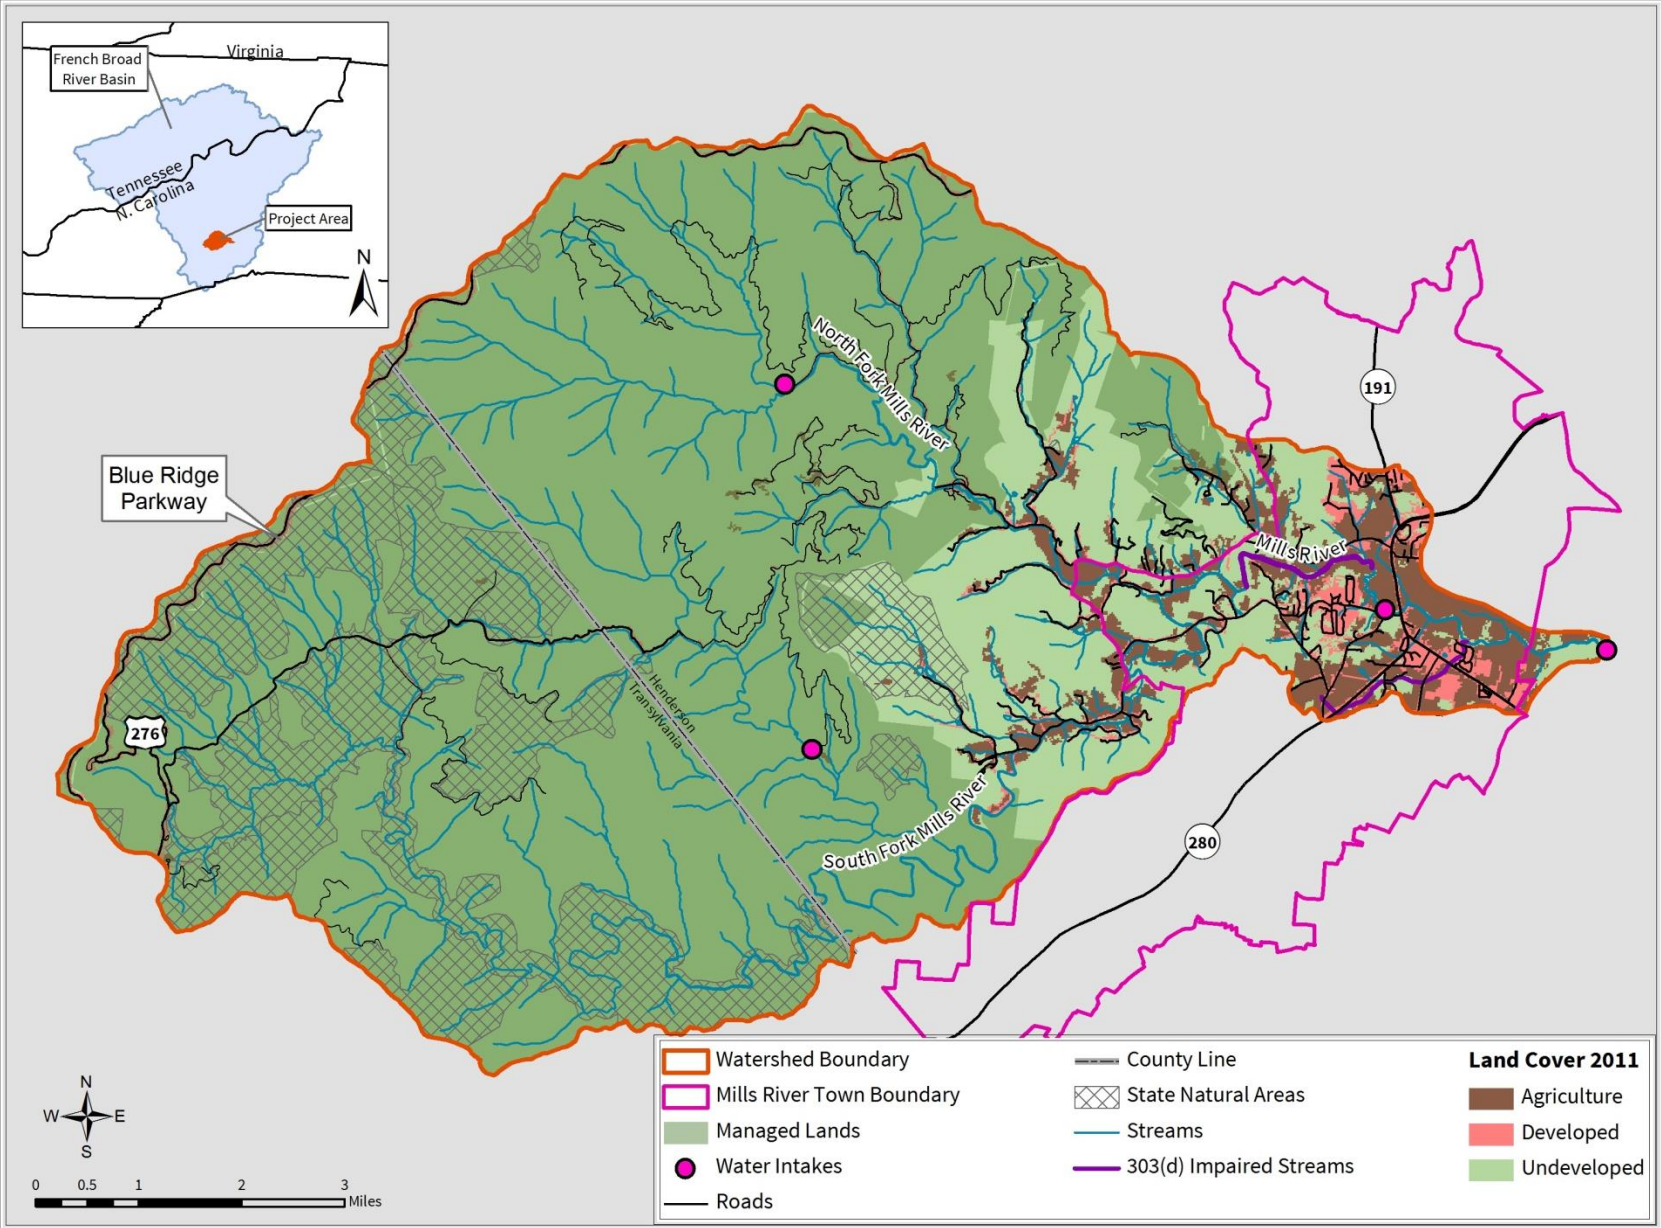 Virginia
French Broad
River Basin
Tennessee
N. Carolina
Project Area
N
North Fork Mills River
191
Blue Ridge
Parkway
Mills River
Henderson
Transylvania
276
South Fork Mills River
280
N
W E
S
0 0.5 1 2 3
Miles
Watershed Boundary
Mills River Town Boundary
Managed Lands
Water Intakes
Roads
County Line
State Natural Areas
Streams
303(d) Impaired Streams
Land Cover 2011
Agriculture
Developed
Undeveloped